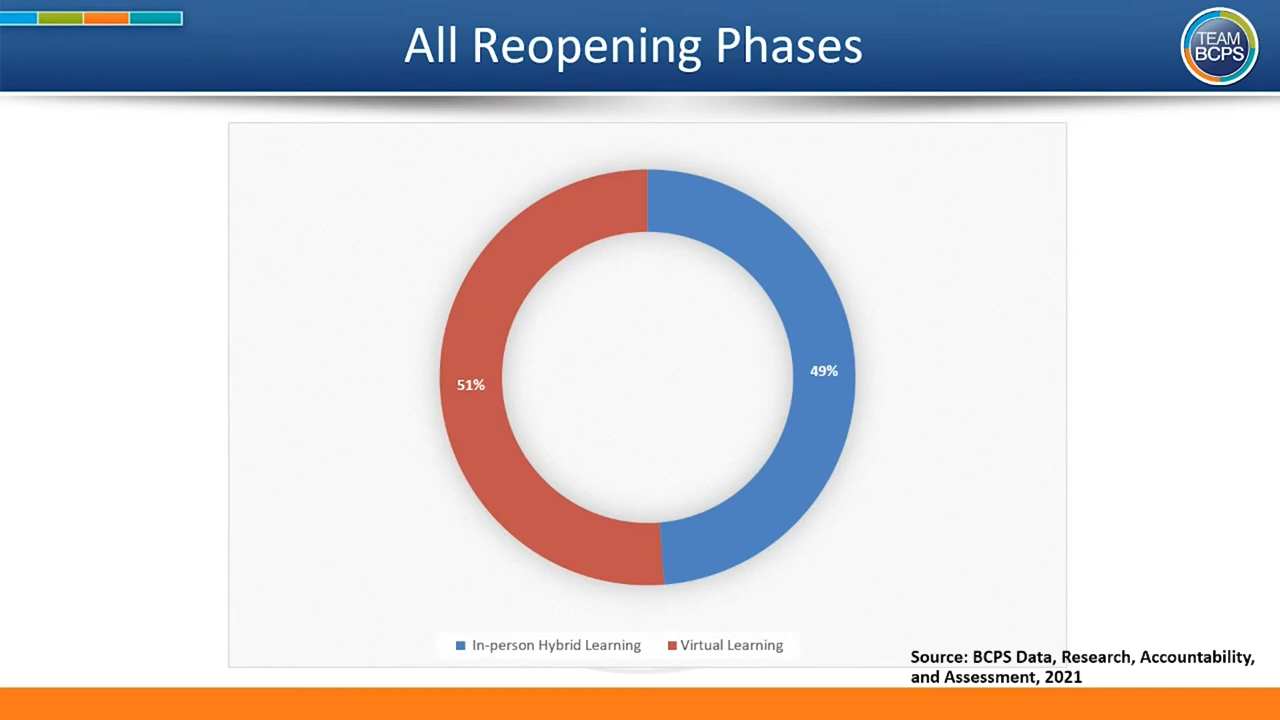 All Reopening Phases
TEAM
BCPS
51%
49%
In-person Hybrid Learning
Virtual Learning
Source: BCPS Data, Research, Accountability,
and Assessment, 2021